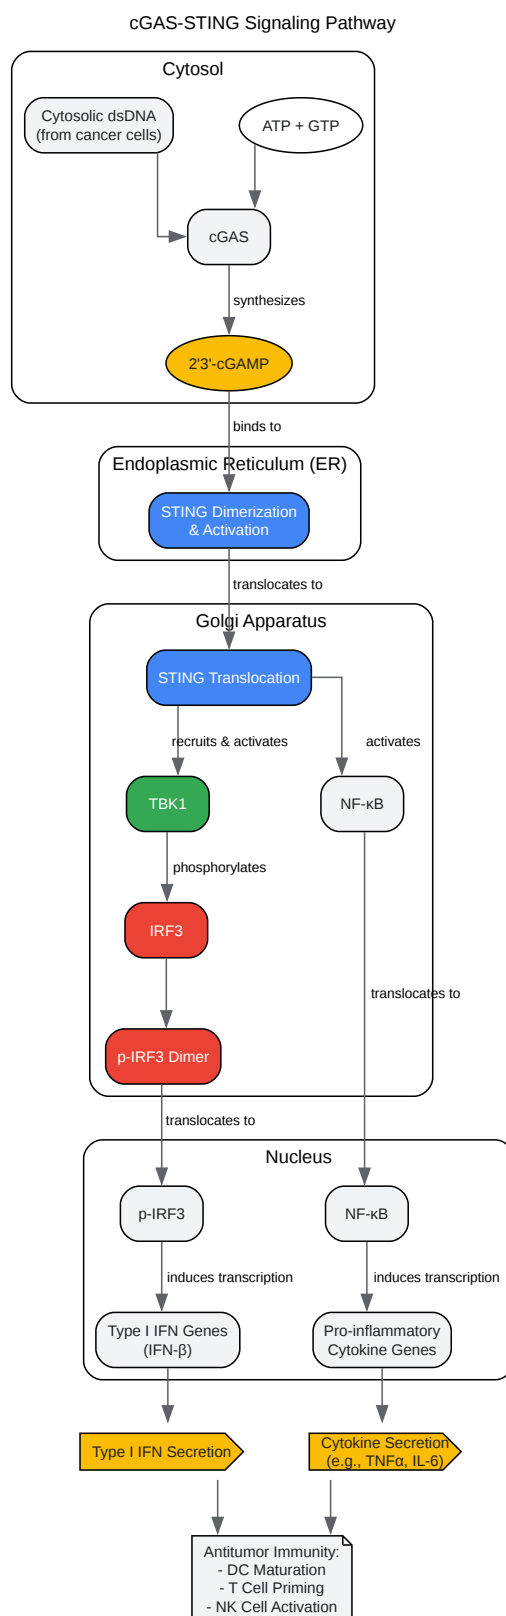 cGAS-STING Signaling Pathway
Cytosol
Cytosolic dsDNA
(from cancer cells)
ATP + GTP
cGAS
synthesizes
2'3'-cGAMP
binds to
Endoplasmic Reticulum (ER)
STING Dimerization
& Activation
translocates to
Golgi Apparatus
STING Translocation
recruits & activates
activates
TBK1
NF-κB
phosphorylates
IRF3
translocates to
p-IRF3 Dimer
translocates to
Nucleus
p-IRF3
NF-κB
induces transcription
induces transcription
Type I IFN Genes
(IFN-β)
Pro-inflammatory
Cytokine Genes
Type I IFN Secretion
Cytokine Secretion
(e.g., TNFα, IL-6)
Antitumor Immunity:
- DC Maturation
- T Cell Priming
- NK Cell Activation